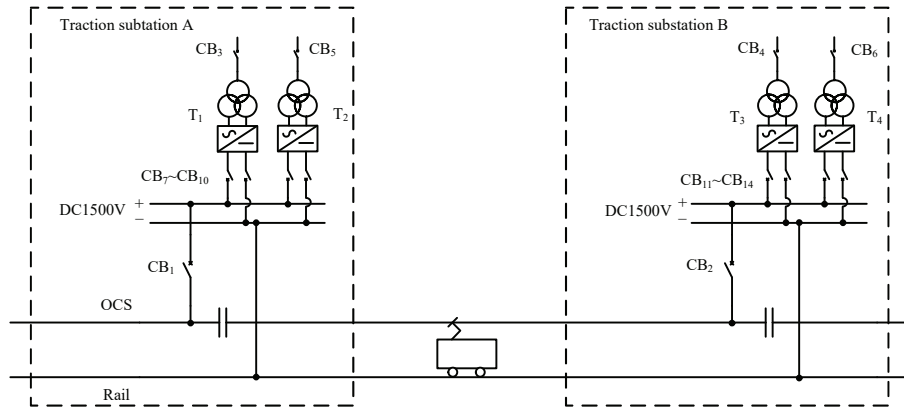 Traction subtation A
CB₃
CB₅
T₁
T₂
CB₇~CB₁₀
DC1500V
+
−
CB₁
OCS
Rail
Traction substation B
CB₄
CB₆
T₃
T₄
CB₁₁~CB₁₄
DC1500V
+
−
CB₂